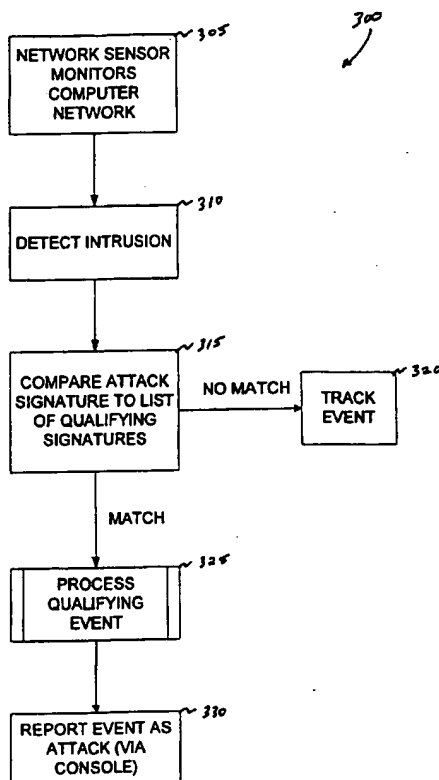 305
300
NETWORK SENSOR
MONITORS
COMPUTER
NETWORK
310
DETECT INTRUSION
315
COMPARE ATTACK
SIGNATURE TO LIST
OF QUALIFYING
SIGNATURES
NO MATCH
320
TRACK
EVENT
MATCH
325
PROCESS
QUALIFYING
EVENT
330
REPORT EVENT AS
ATTACK (VIA
CONSOLE)